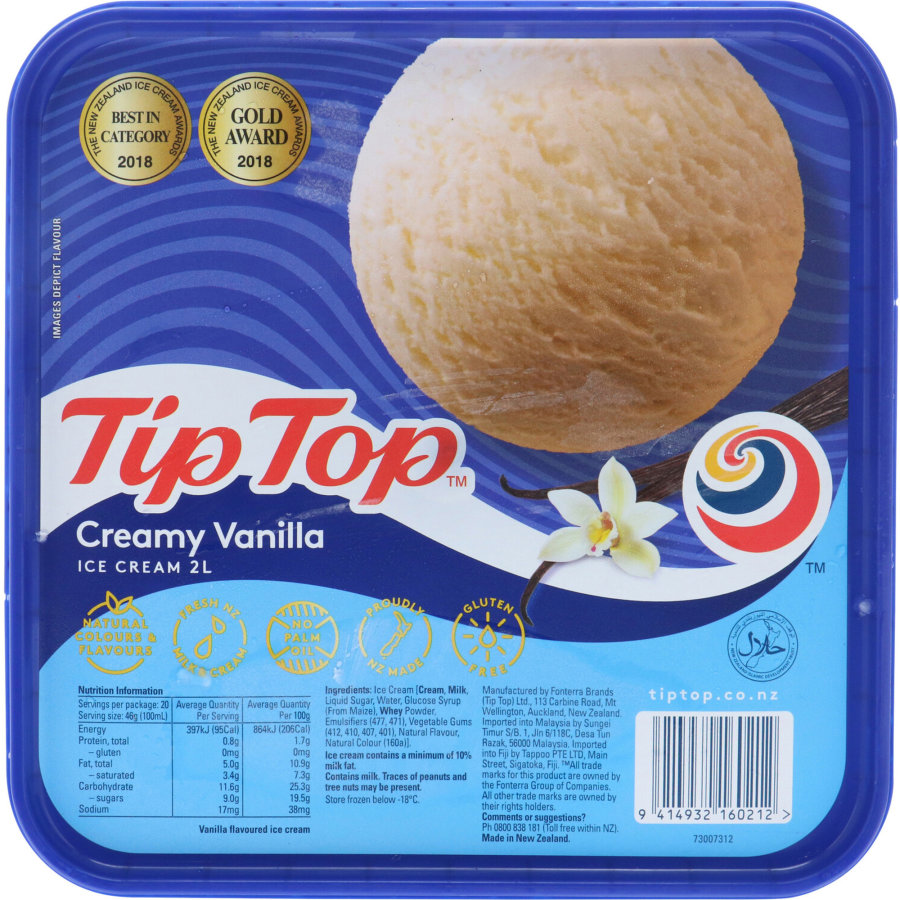 THE NEW ZEALAND ICE CREAM AWARDS
BEST IN
CATEGORY
2018
THE NEW ZEALAND ICE CREAM AWARDS
GOLD
AWARD
2018
IMAGES DEPICT FLAVOUR
Tip Top TM
Creamy Vanilla
ICE CREAM 2L
TM
NATURAL
COLOURS &
FLAVOURS
FRESH NZ
MILK & CREAM
NO
PALM
OIL
PROUDLY
NZ MADE
GLUTEN
FREE
حلال
tiptop.co.nz
Nutrition Information
Servings per package: 20 Average Quantity Average Quantity
Serving size: 46g (100mL) Per Serving Per 100g
Energy 397kJ (95Cal) 864kJ (206Cal)
Protein, total 0.8g 1.7g
– gluten 0mg 0mg
Fat, total 5.0g 10.9g
– saturated 3.4g 7.3g
Carbohydrate 11.6g 25.3g
– sugars 9.0g 19.5g
Sodium 17mg 38mg
Vanilla flavoured ice cream
Ingredients: Ice Cream [Cream, Milk,
Liquid Sugar, Water, Glucose Syrup
(From Maize), Whey Powder,
Emulsifiers (477, 471), Vegetable Gums
(412, 410, 407, 401), Natural Flavour,
Natural Colour (160a)].
Ice cream contains a minimum of 10%
milk fat.
Contains milk. Traces of peanuts and
tree nuts may be present.
Store frozen below -18°C.
Manufactured by Fonterra Brands
(Tip Top) Ltd., 113 Carbine Road, Mt
Wellington, Auckland, New Zealand.
Imported into Malaysia by Sungei
Timur S/B. 1, Jln 6/118C, Desa Tun
Razak, 56000 Malaysia. Imported
into Fiji by Tappoo PTE LTD, Main
Street, Sigatoka, Fiji. ™All trade
marks for this product are owned by
the Fonterra Group of Companies.
All other trade marks are owned by
their rights holders.
Comments or suggestions?
Ph 0800 838 181 (Toll free within NZ).
Made in New Zealand.
9 414932 160212 >
73007312